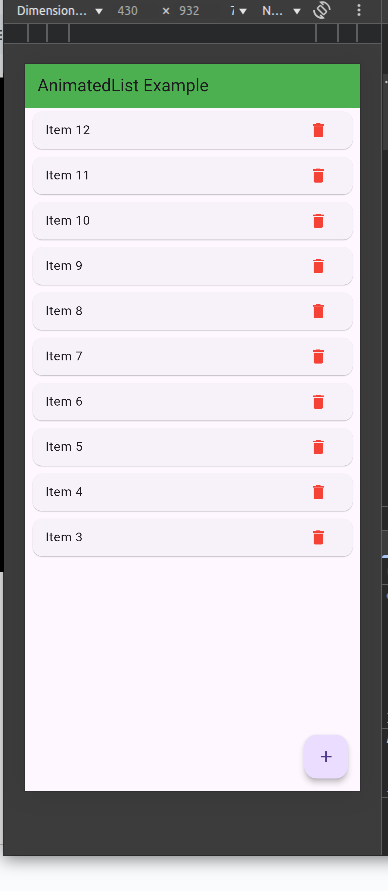 Dimension... 430 × 932 N...
AnimatedList Example
Item 12
Item 11
Item 10
Item 9
Item 8
Item 7
Item 6
Item 5
Item 4
Item 3
+